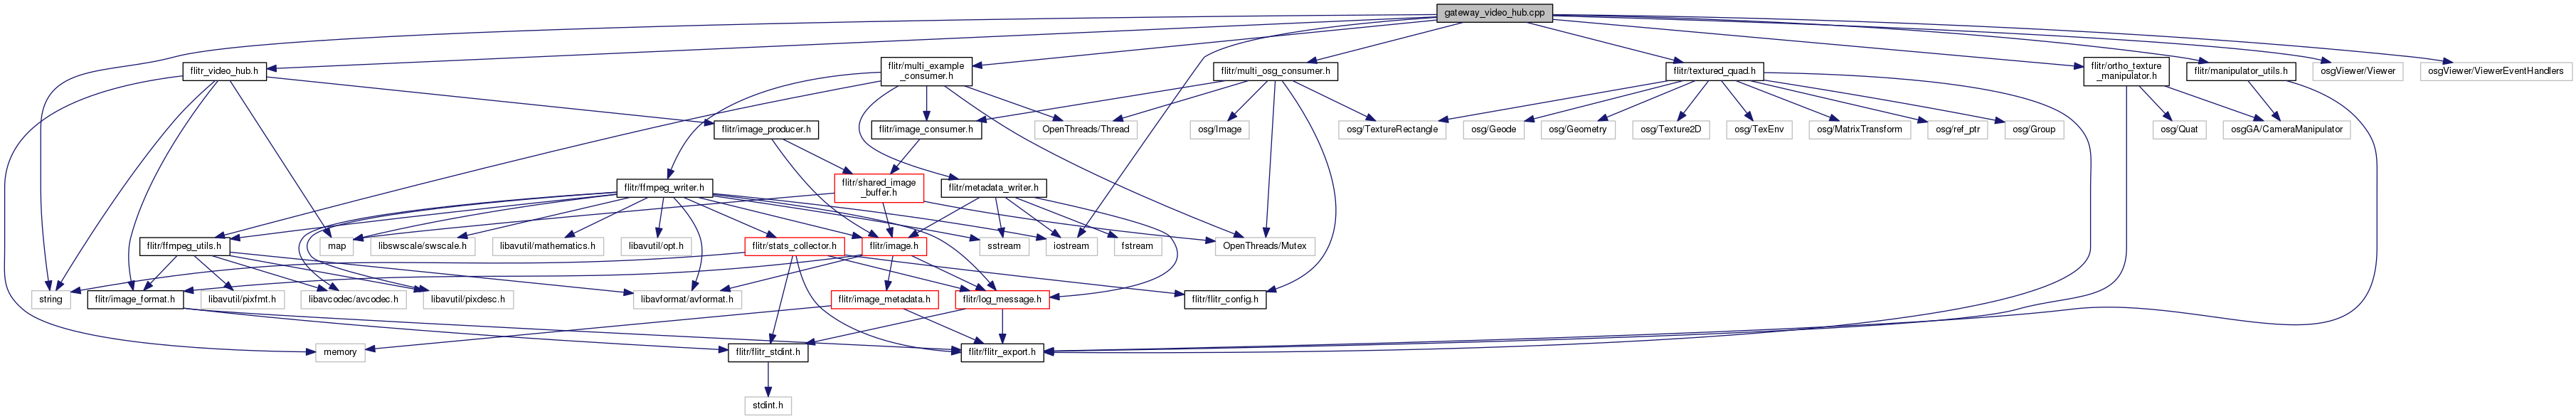 gateway_video_hub.cpp
flitr_video_hub.h
flitr/multi_example
_consumer.h
flitr/multi_osg_consumer.h
flitr/textured_quad.h
flitr/ortho_texture
_manipulator.h
flitr/manipulator_utils.h
osgViewer/Viewer
osgViewer/ViewerEventHandlers
flitr/image_producer.h
flitr/image_consumer.h
OpenThreads/Thread
osg/Image
osg/TextureRectangle
osg/Geode
osg/Geometry
osg/Texture2D
osg/TexEnv
osg/MatrixTransform
osg/ref_ptr
osg/Group
osg/Quat
osgGA/CameraManipulator
flitr/ffmpeg_writer.h
flitr/shared_image
_buffer.h
flitr/metadata_writer.h
flitr/ffmpeg_utils.h
map
libswscale/swscale.h
libavutil/mathematics.h
libavutil/opt.h
flitr/stats_collector.h
flitr/image.h
sstream
iostream
fstream
OpenThreads/Mutex
string
flitr/image_format.h
libavutil/pixfmt.h
libavcodec/avcodec.h
libavutil/pixdesc.h
libavformat/avformat.h
flitr/image_metadata.h
flitr/log_message.h
flitr/flitr_config.h
memory
flitr/flitr_stdint.h
flitr/flitr_export.h
stdint.h